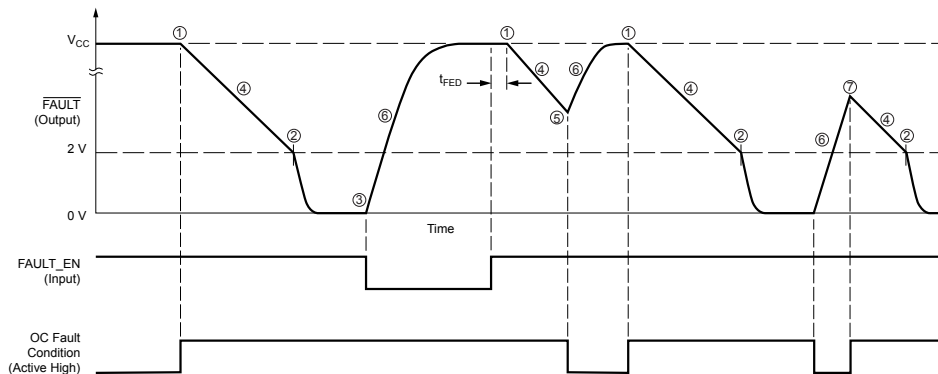 V_CC
FAULT
(Output)
2 V
0 V
① ④ ② ③ ⑥ t_FED ① ④ ⑥ ⑤ ① ④ ② ⑥ ⑦ ④ ②
Time
FAULT_EN
(Input)
OC Fault
Condition
(Active High)